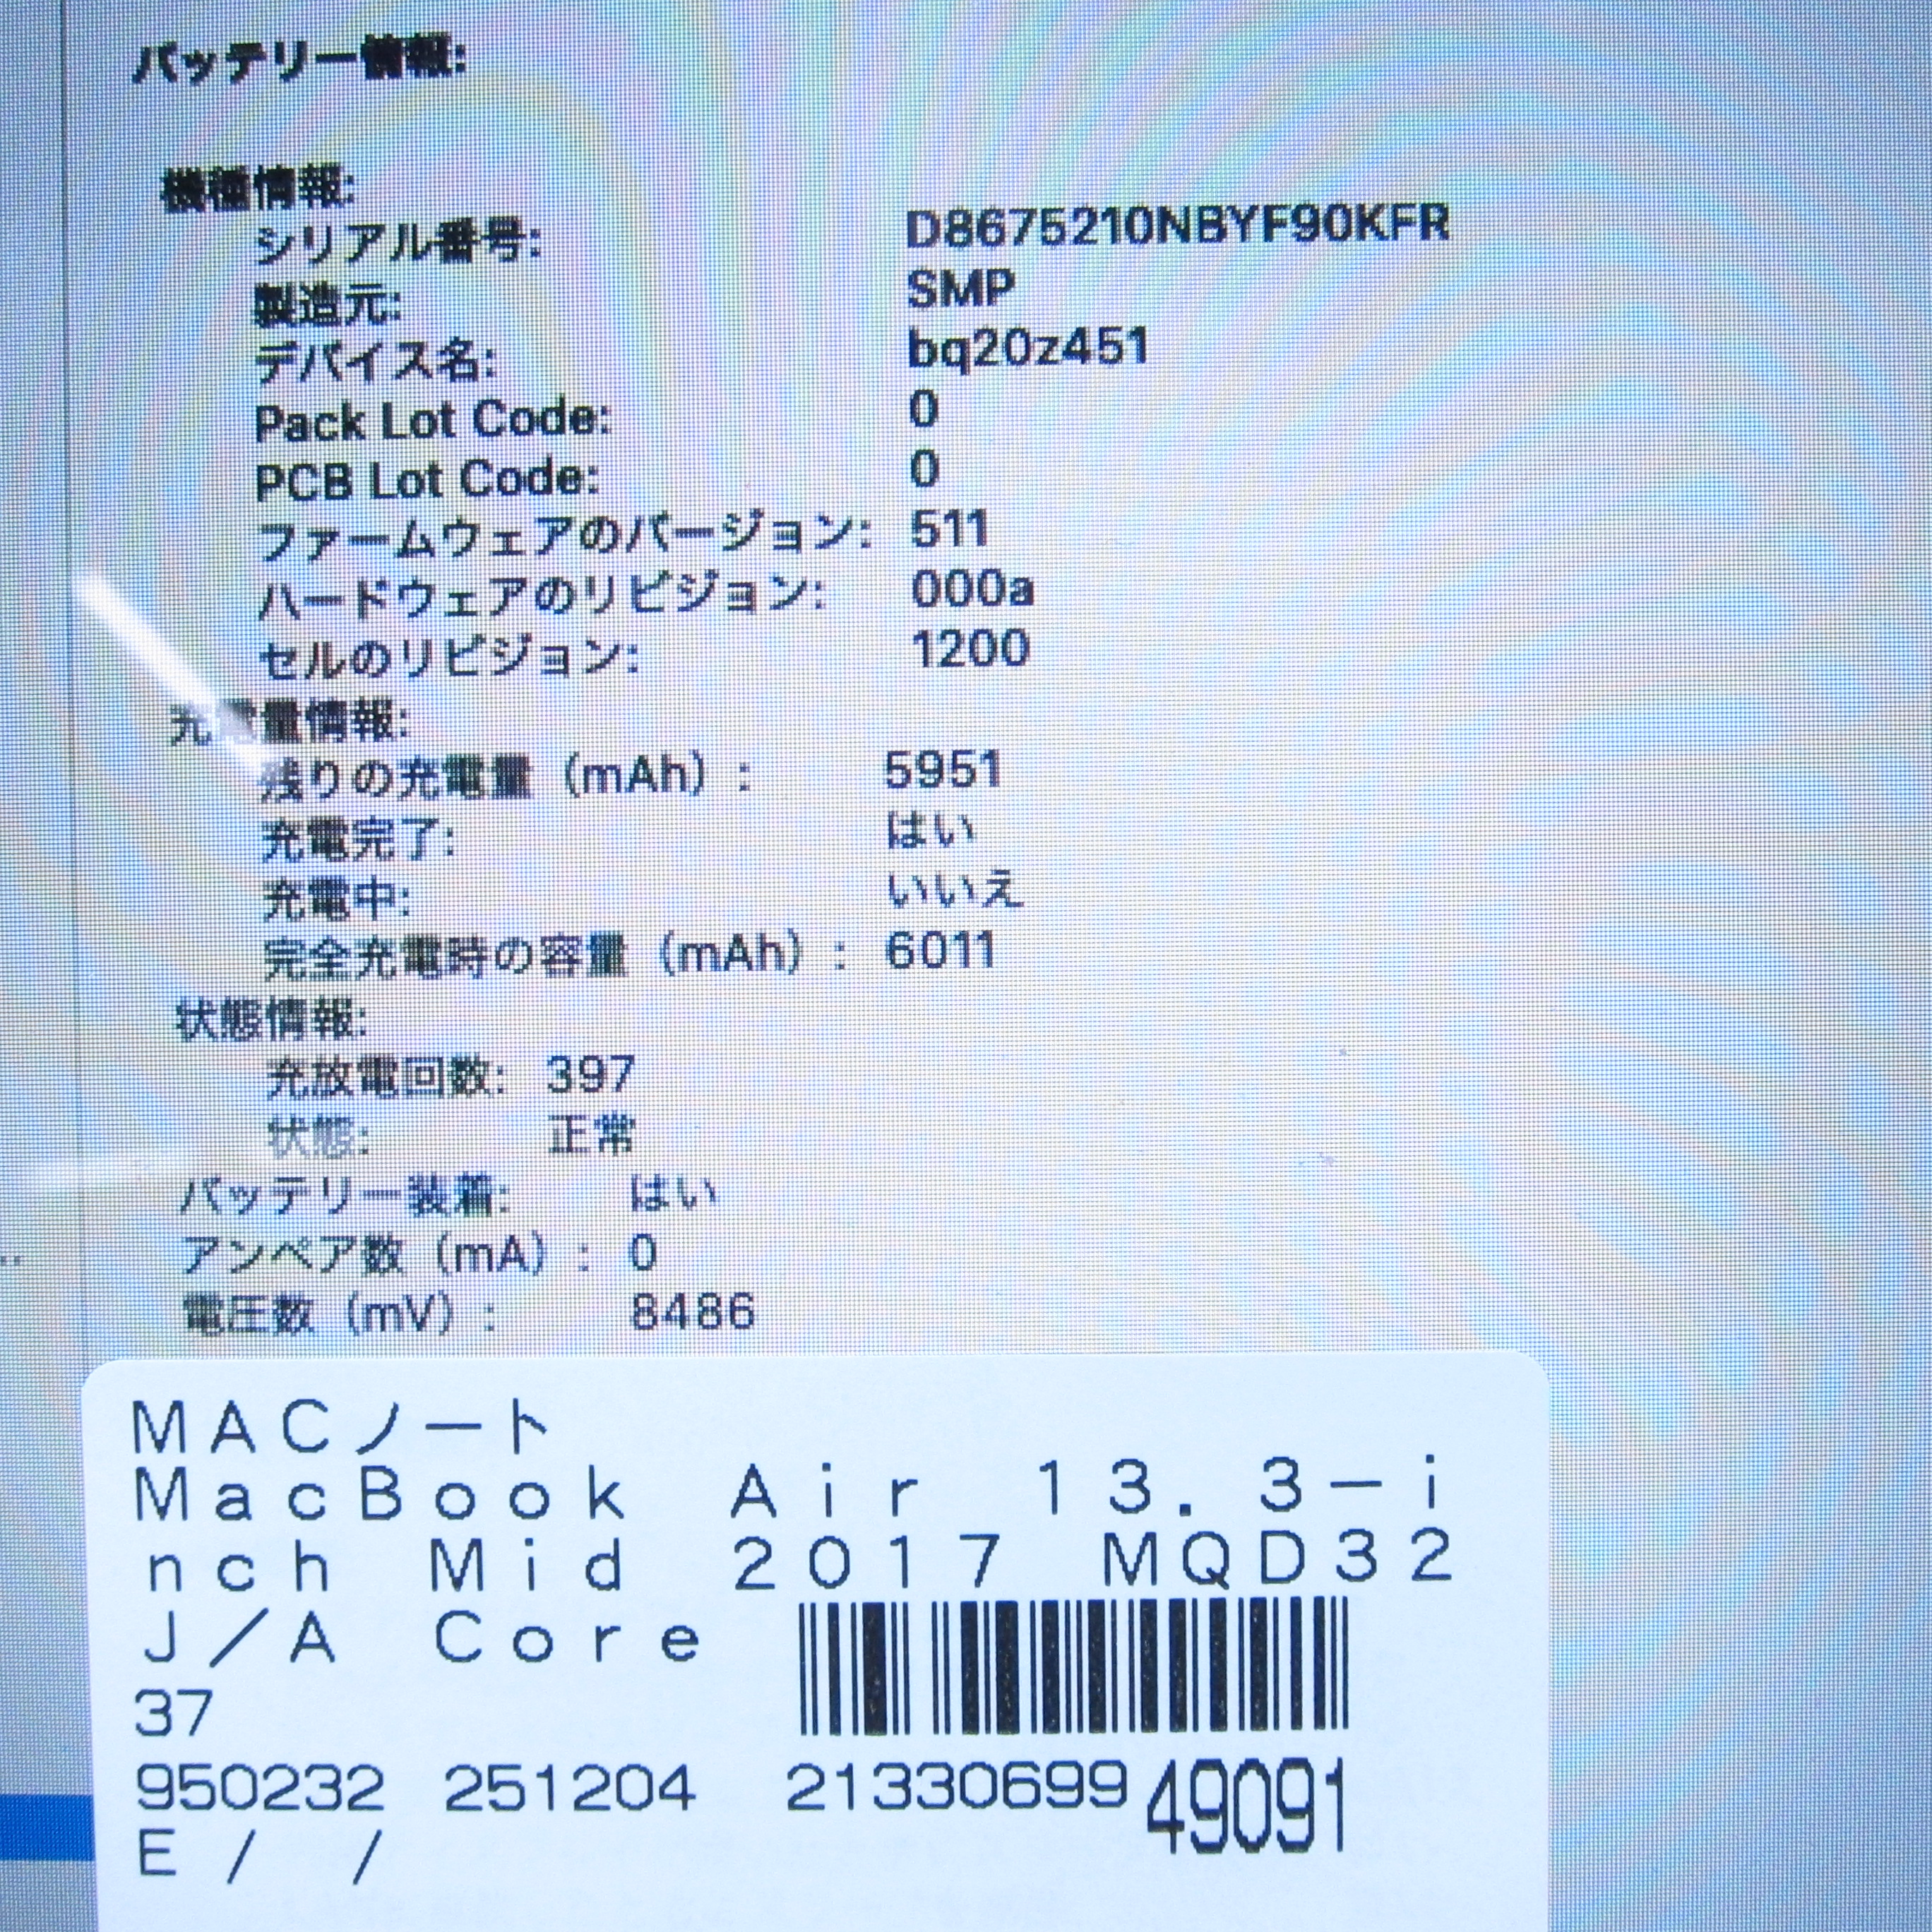 バッテリー情報:
機種情報:
シリアル番号: D8675210NBYF90KFR
製造元: SMP
デバイス名: bq20z451
Pack Lot Code: 0
PCB Lot Code: 0
ファームウェアのバージョン: 511
ハードウェアのリビジョン: 000a
セルのリビジョン: 1200
充電量情報:
残りの充電量（mAh）: 5951
充電完了: はい
充電中: いいえ
完全充電時の容量（mAh）: 6011
状態情報:
充放電回数: 397
状態: 正常
バッテリー装着: はい
アンペア数（mA）: 0
電圧数（mV）: 8486
MACノート
MacBook Air 13.3-i
nch Mid 2017 MQD32
J／A Core
37
950232 251204 21330699 49091
E / /